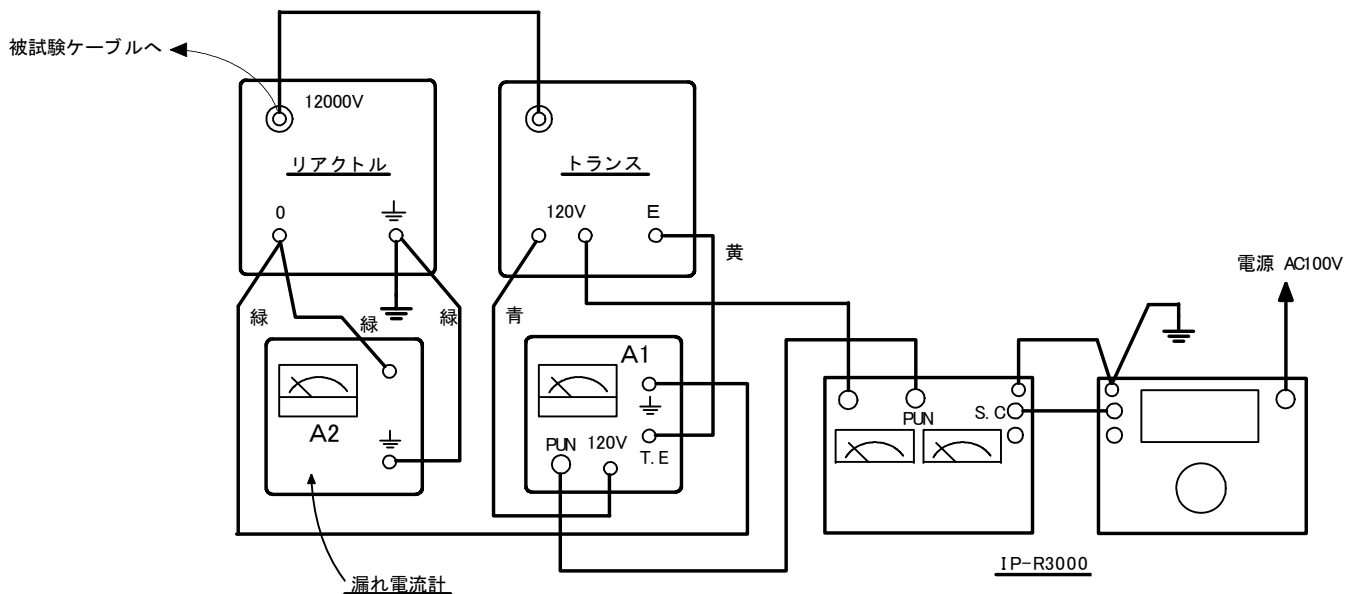 被試験ケーブルへ
12000V
リアクトル
トランス
0
120V
E
黄
電源 AC100V
緑
緑
緑
青
A1
A2
PUN
120V
T.E
PUN
S.C
IP-R3000
漏れ電流計